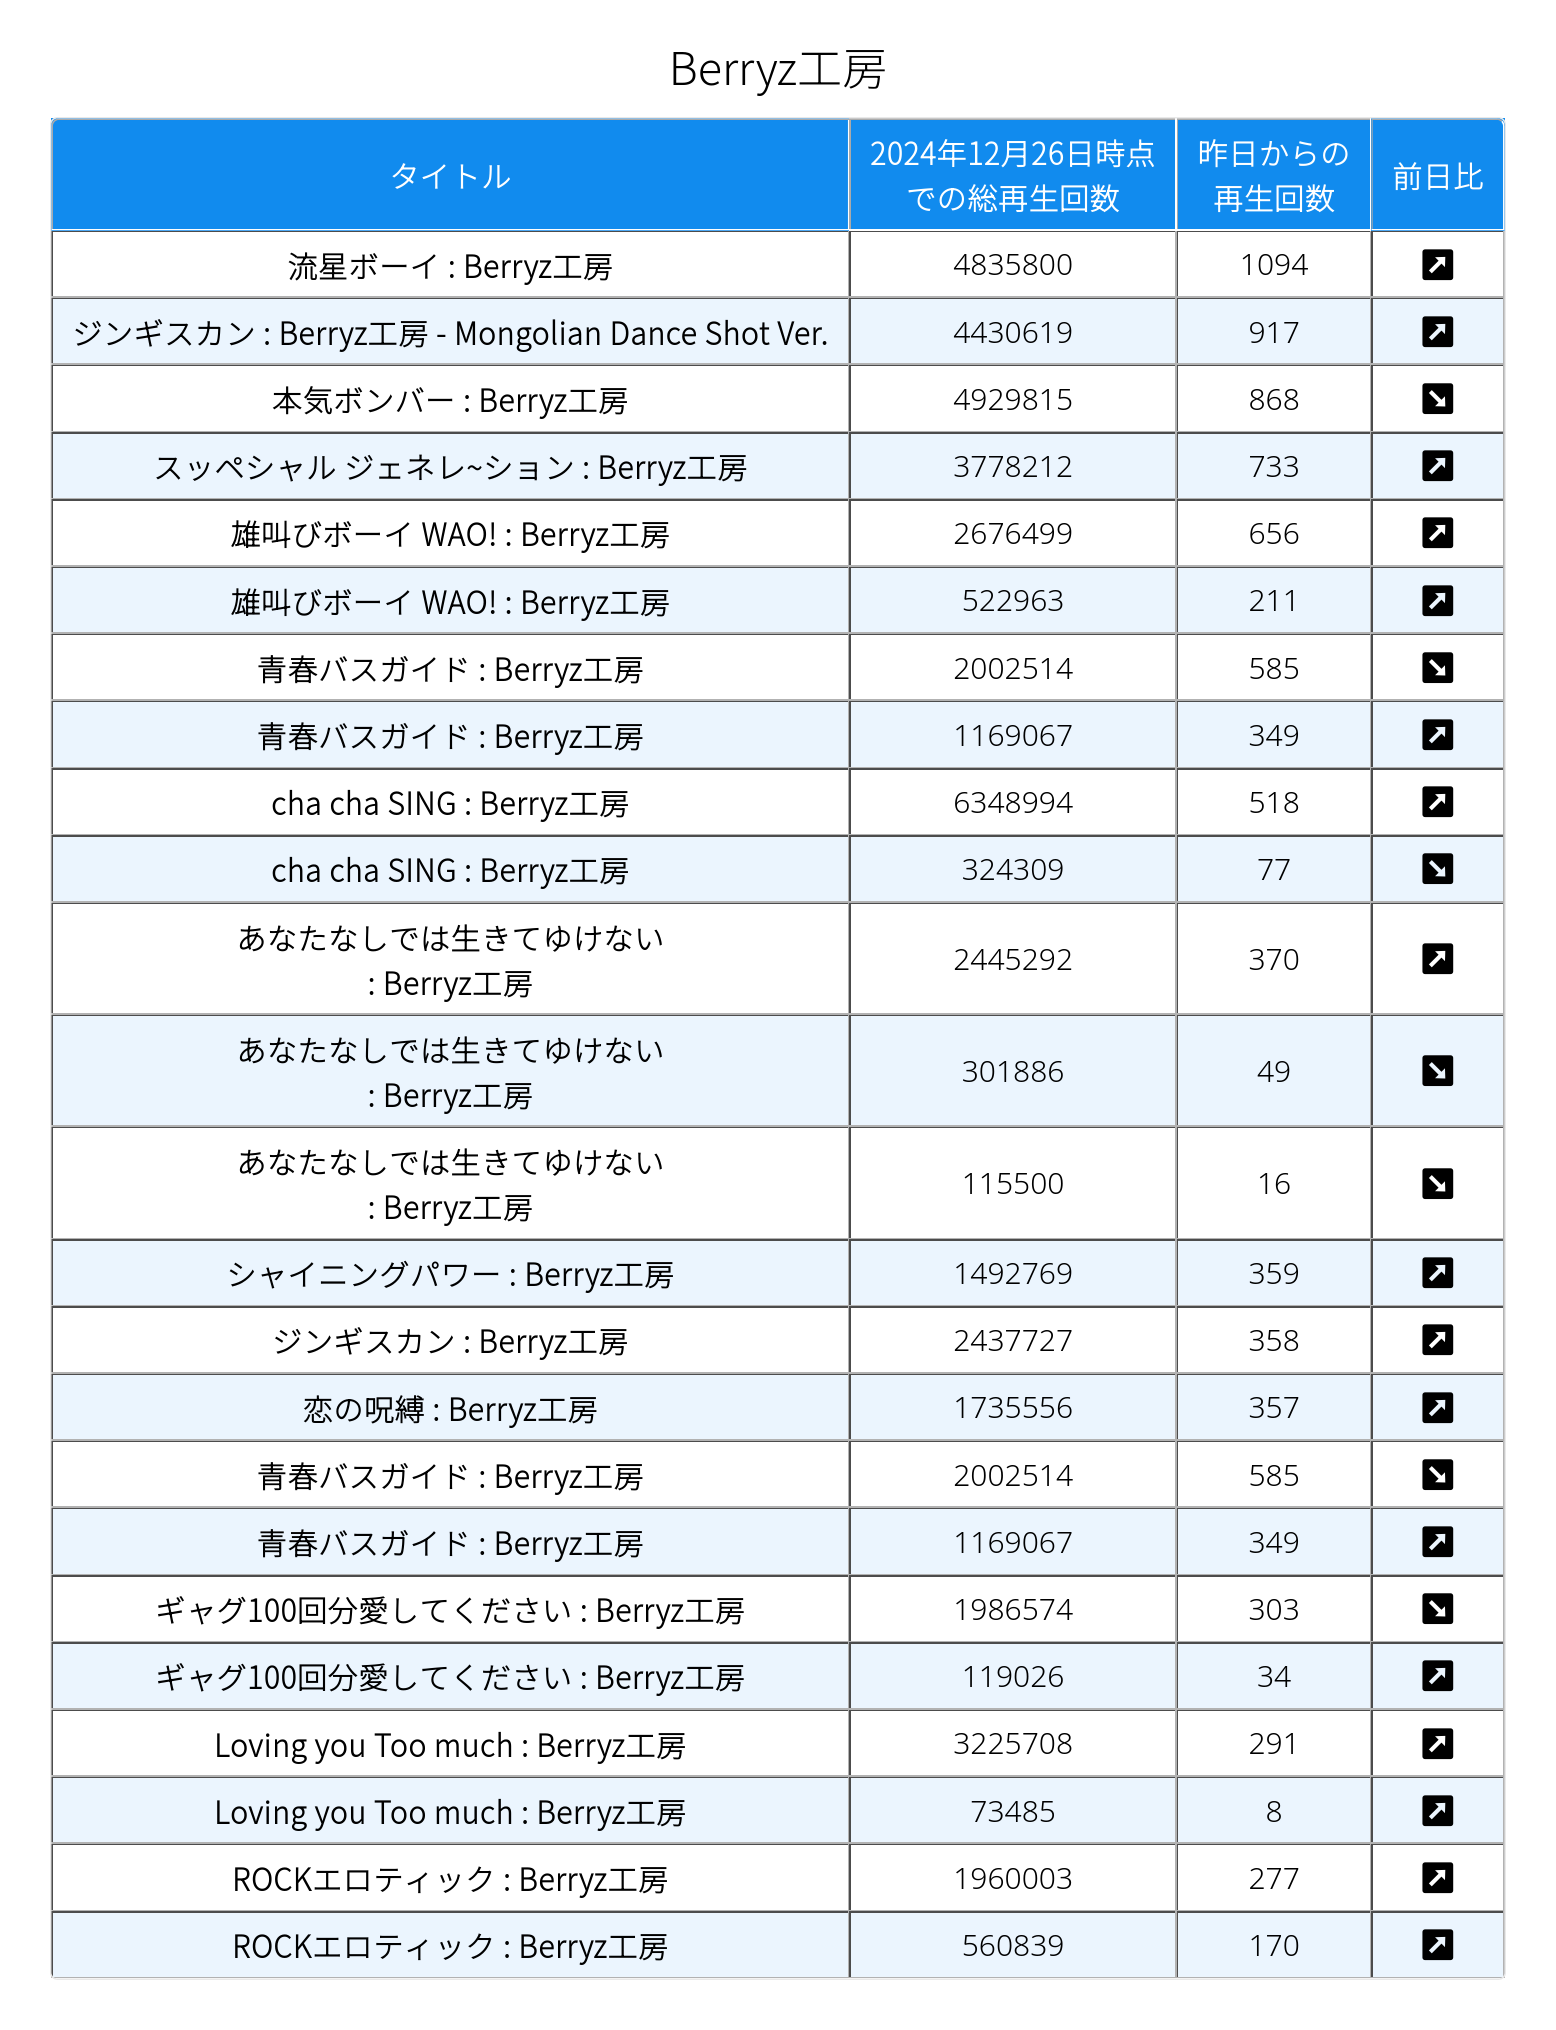 Berryz工房
タイトル 2024年12月26日時点 昨日からの 前日比
での総再生回数 再生回数
流星ボーイ : Berryz工房 4835800 1094
ジンギスカン : Berryz工房 - Mongolian Dance Shot Ver. 4430619 917
本気ボンバー : Berryz工房 4929815 868
スッペシャル ジェネレ~ション : Berryz工房 3778212 733
雄叫びボーイ WAO! : Berryz工房 2676499 656
雄叫びボーイ WAO! : Berryz工房 522963 211
青春バスガイド : Berryz工房 2002514 585
青春バスガイド : Berryz工房 1169067 349
cha cha SING : Berryz工房 6348994 518
cha cha SING : Berryz工房 324309 77
あなたなしでは生きてゆけない
: Berryz工房 2445292 370
あなたなしでは生きてゆけない
: Berryz工房 301886 49
あなたなしでは生きてゆけない
: Berryz工房 115500 16
シャイニングパワー : Berryz工房 1492769 359
ジンギスカン : Berryz工房 2437727 358
恋の呪縛 : Berryz工房 1735556 357
青春バスガイド : Berryz工房 2002514 585
青春バスガイド : Berryz工房 1169067 349
ギャグ100回分愛してください : Berryz工房 1986574 303
ギャグ100回分愛してください : Berryz工房 119026 34
Loving you Too much : Berryz工房 3225708 291
Loving you Too much : Berryz工房 73485 8
ROCKエロティック : Berryz工房 1960003 277
ROCKエロティック : Berryz工房 560839 170